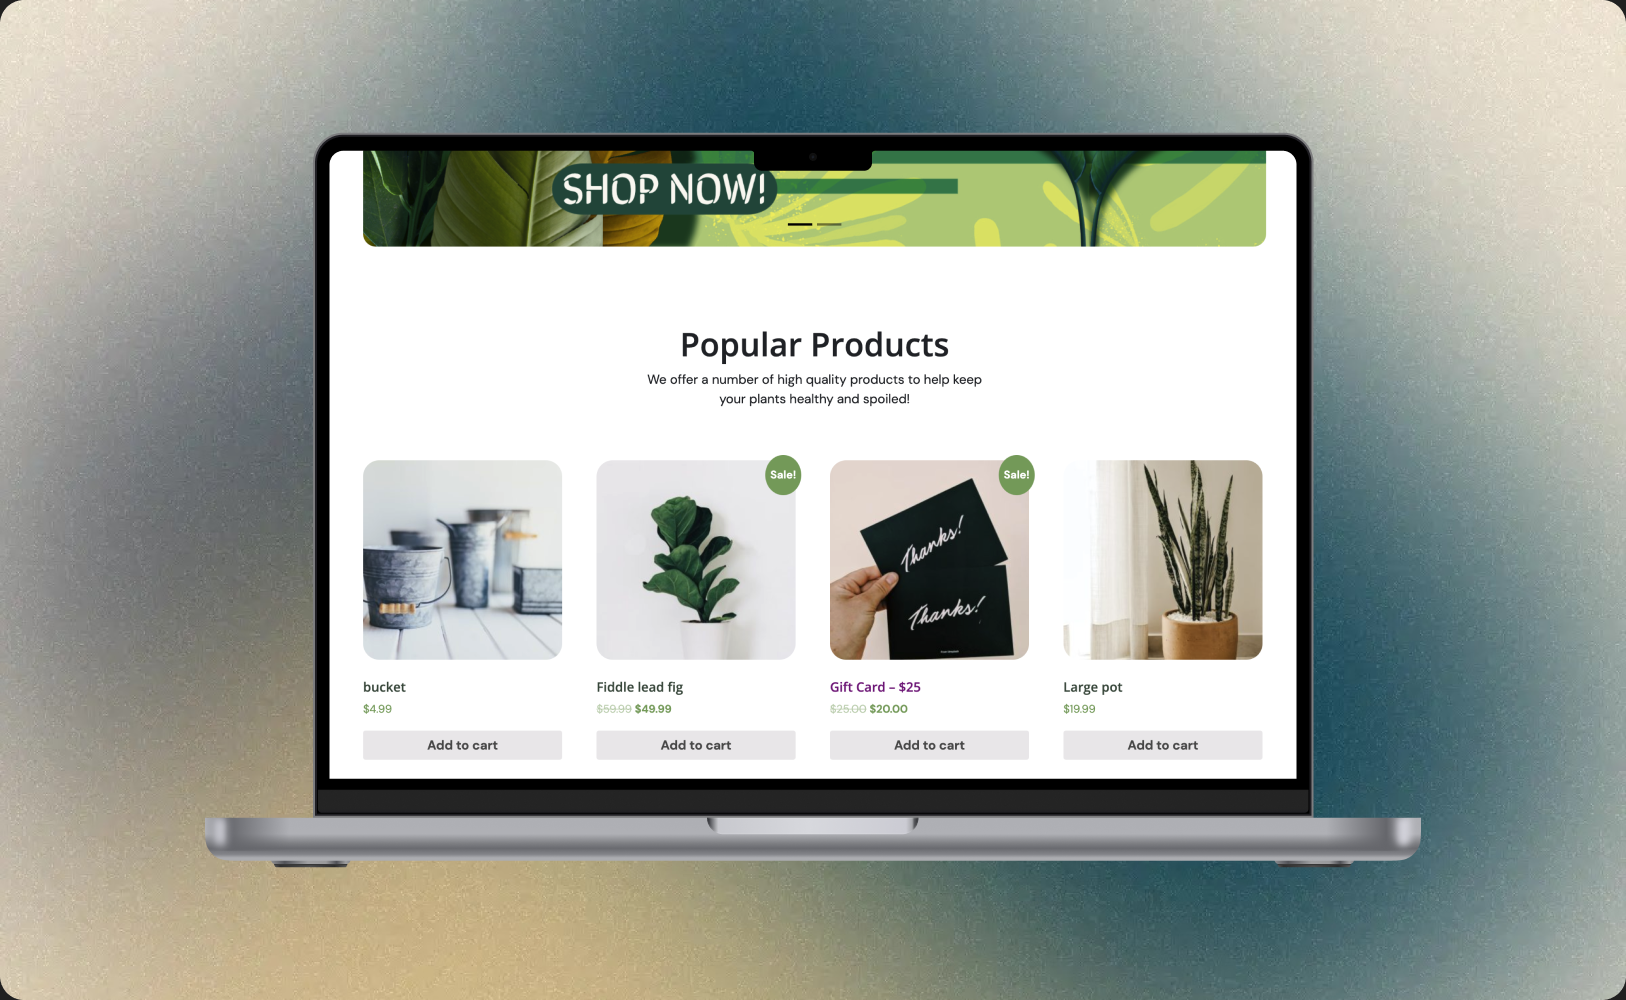 SHOP NOW!
Popular Products
We offer a number of high quality products to help keep
your plants healthy and spoiled!
Sale!
Sale!
Thanks!
Thanks!
bucket
Fiddle lead fig
Gift Card – $25
Large pot
$4.99
$59.99 $49.99
$25.00 $20.00
$19.99
Add to cart
Add to cart
Add to cart
Add to cart